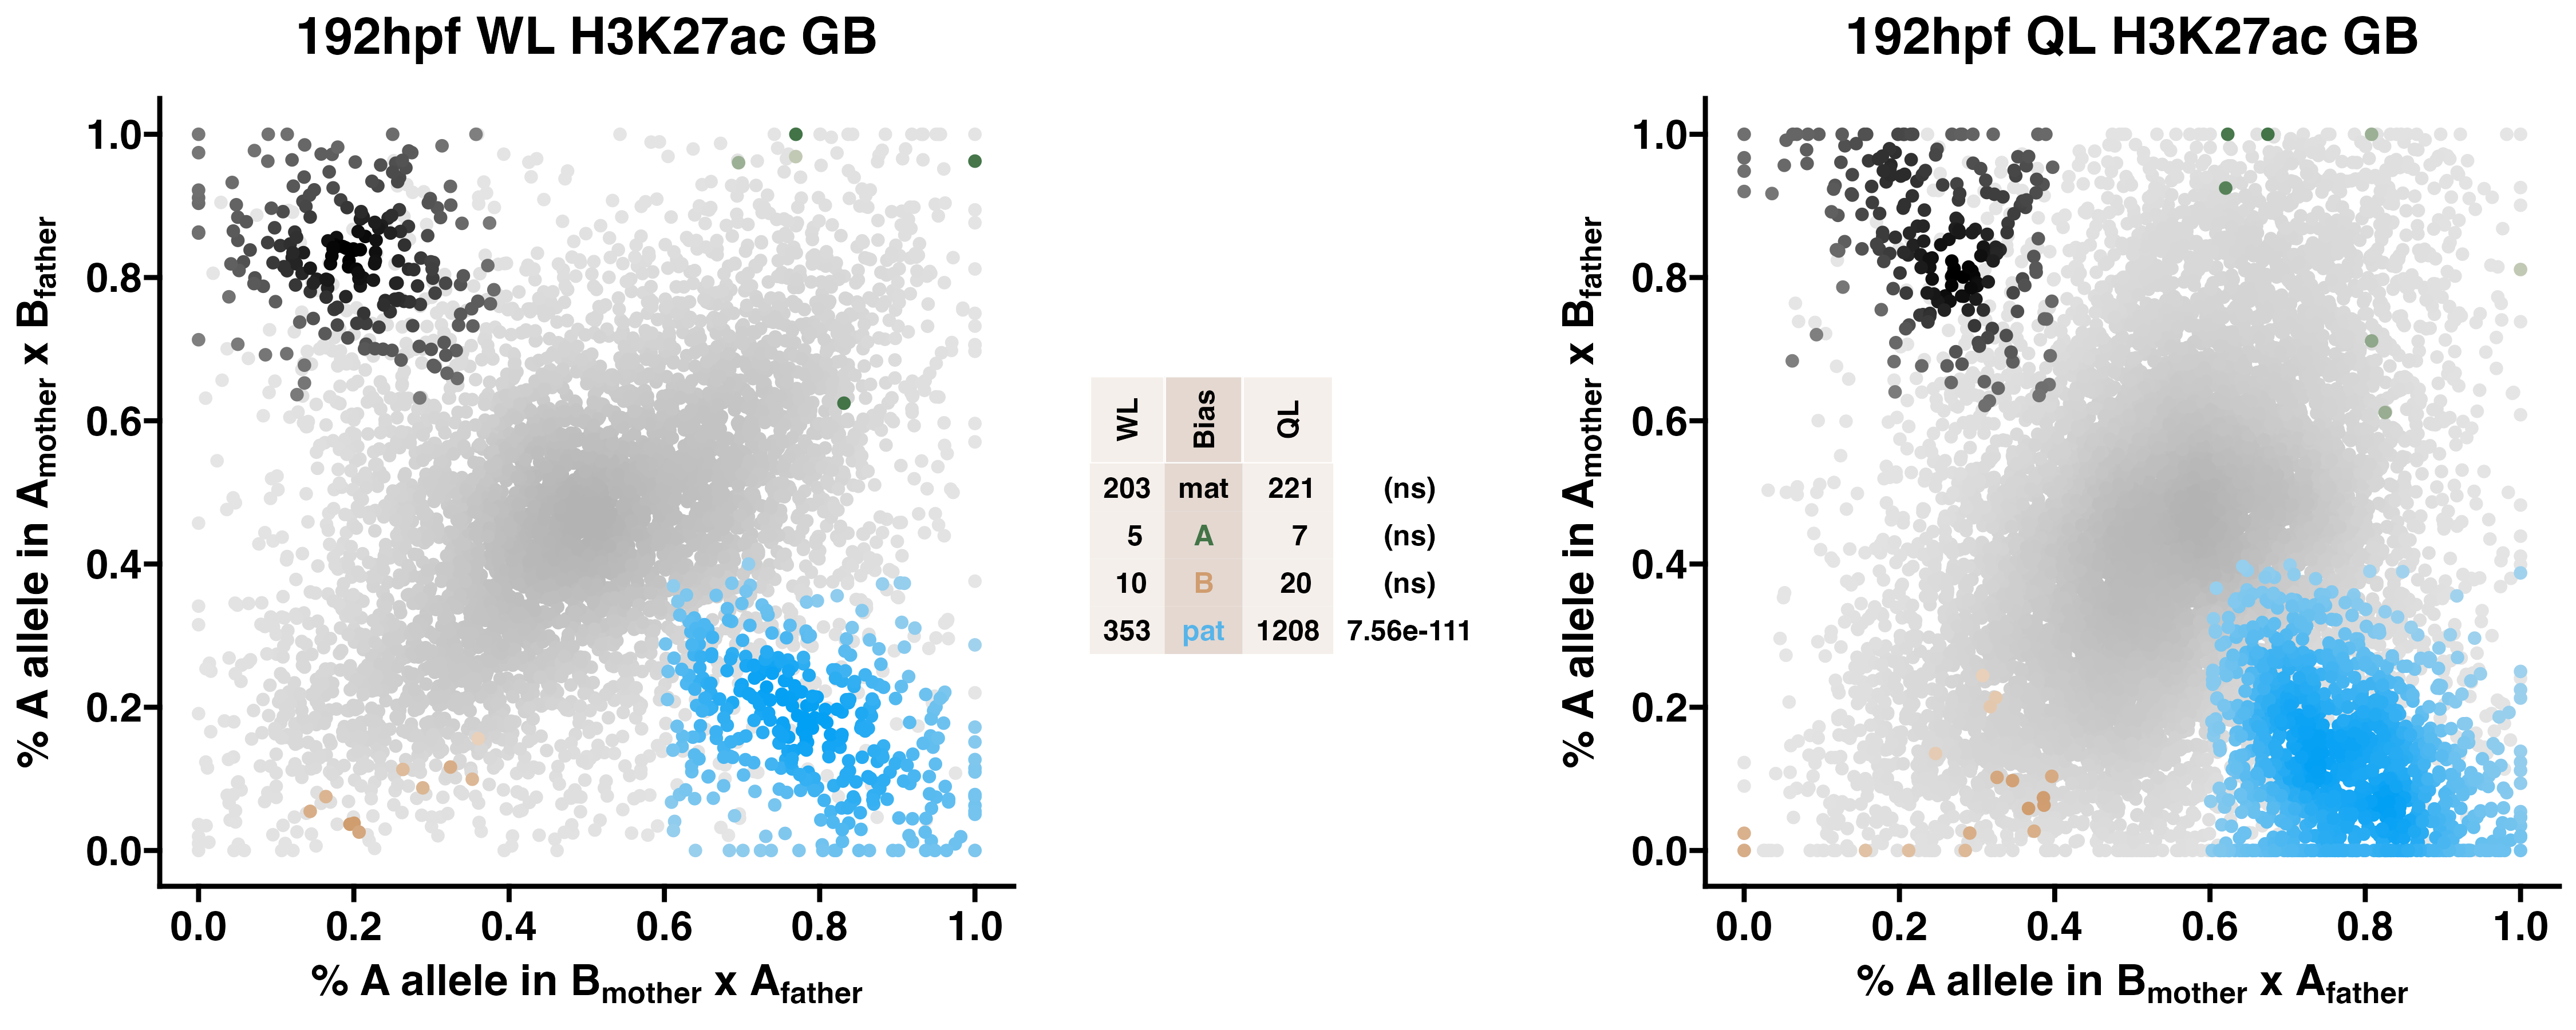 192hpf WL H3K27ac GB
% A allele in Amother x Bfather
1.0
0.8
0.6
0.4
0.2
0.0
0.0 0.2 0.4 0.6 0.8 1.0
% A allele in Bmother x Afather
WL Bias QL
203 mat 221 (ns)
5 A 7 (ns)
10 B 20 (ns)
353 pat 1208 7.56e-111
192hpf QL H3K27ac GB
% A allele in Amother x Bfather
1.0
0.8
0.6
0.4
0.2
0.0
0.0 0.2 0.4 0.6 0.8 1.0
% A allele in Bmother x Afather